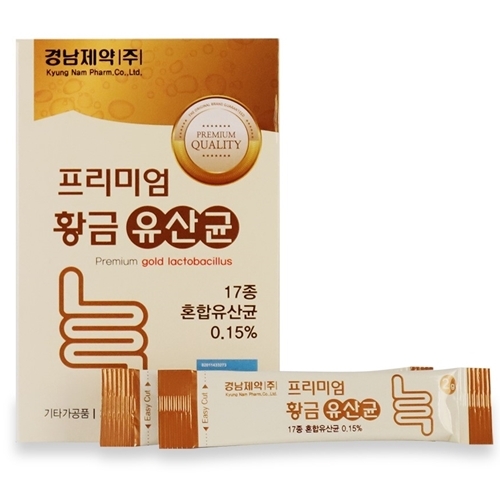 경남제약(주)
Kyung Nam Pharm.Co.,Ltd.
PREMIUM
QUALITY
프리미엄
황금 유산균
Premium gold lactobacillus
17종
혼합유산균
0.15%
기타가공품
Easy Cut
Easy Cut
경남제약(주)
Kyung Nam Pharm.Co.,Ltd.
프리미엄
황금 유산균
17종 혼합유산균 0.15%
2g